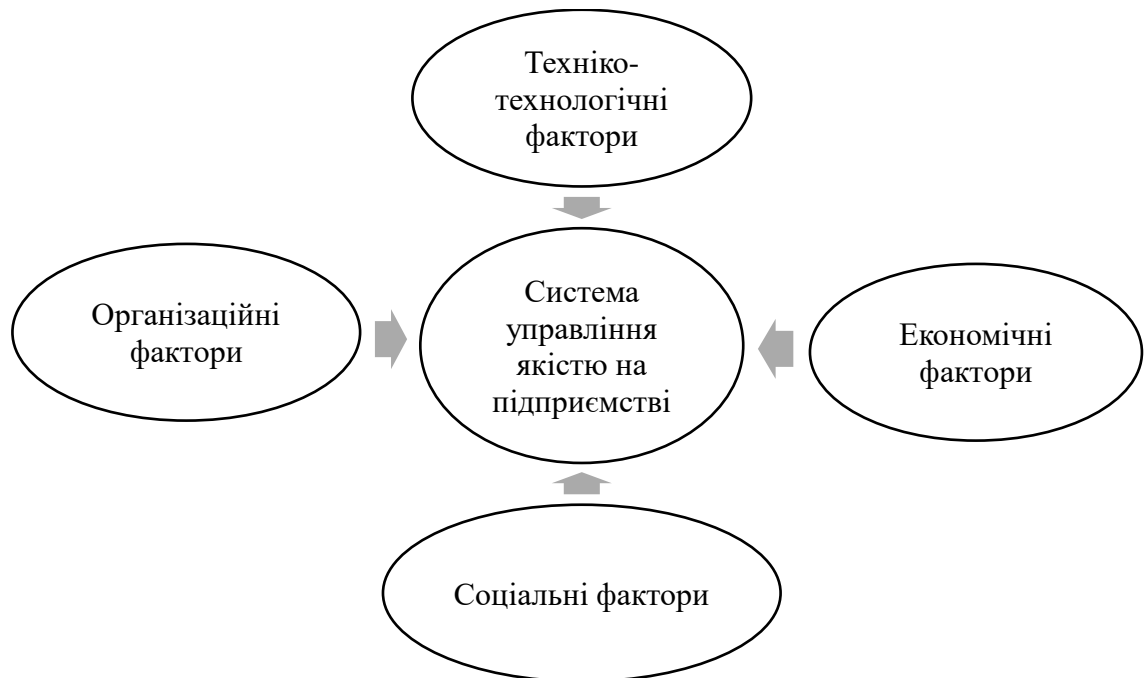 Техніко-
технологічні
фактори
Організаційні
фактори
Система
управління
якістю на
підприємстві
Економічні
фактори
Соціальні фактори